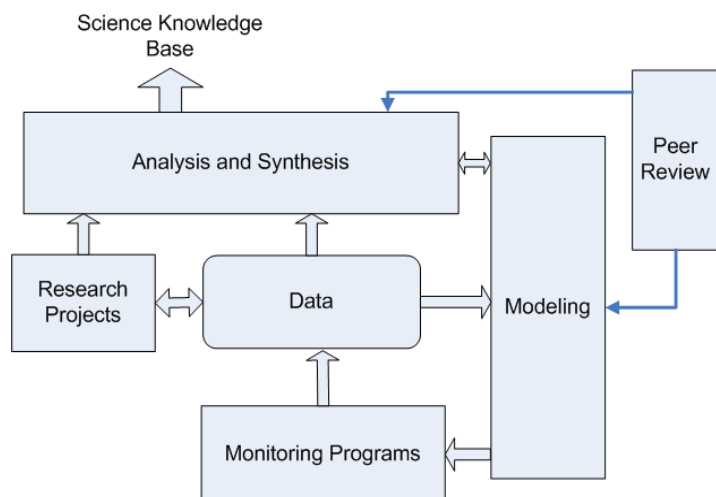 Science Knowledge
Base
Analysis and Synthesis
Peer
Review
Research
Projects
Data
Modeling
Monitoring Programs